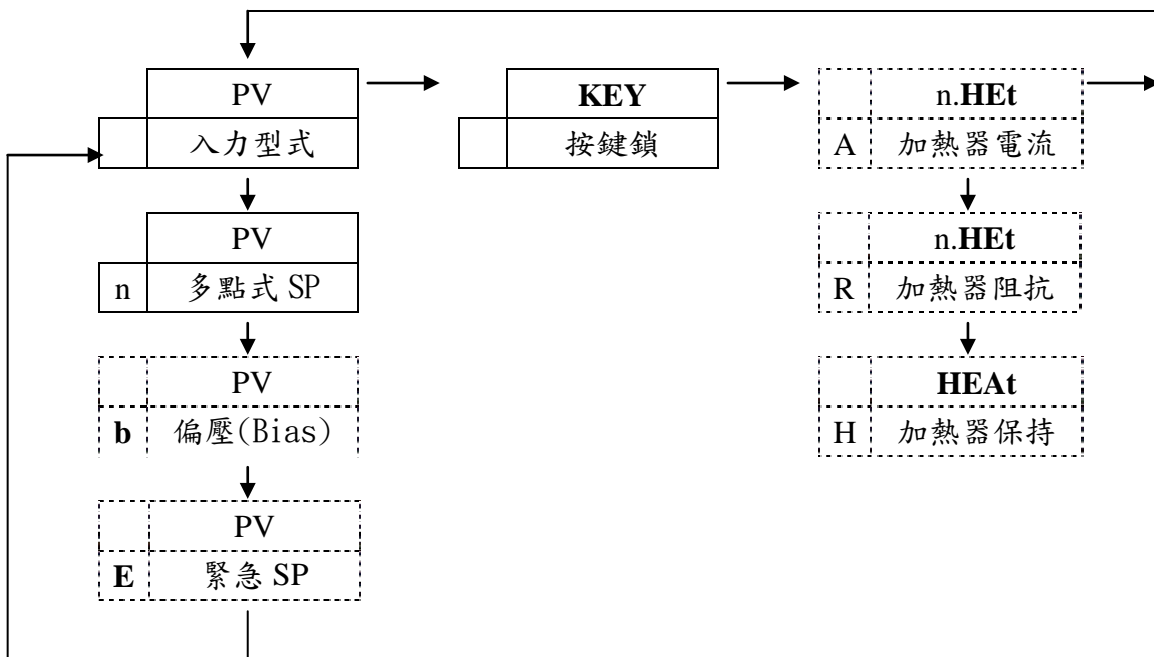 PV
入力型式
KEY
按鍵鎖
n.HEt
A 加熱器電流
PV
n 多點式 SP
n.HEt
R 加熱器阻抗
PV
b 偏壓(Bias)
HEAt
H 加熱器保持
PV
E 緊急 SP